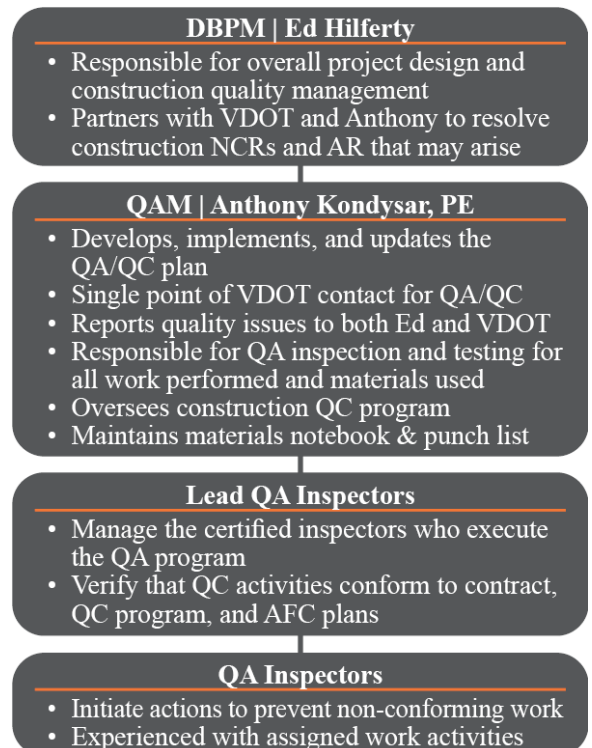 DBPM | Ed Hilferty
• Responsible for overall project design and
construction quality management
• Partners with VDOT and Anthony to resolve
construction NCRs and AR that may arise
QAM | Anthony Kondysar, PE
• Develops, implements, and updates the
QA/QC plan
• Single point of VDOT contact for QA/QC
• Reports quality issues to both Ed and VDOT
• Responsible for QA inspection and testing for
all work performed and materials used
• Oversees construction QC program
• Maintains materials notebook & punch list
Lead QA Inspectors
• Manage the certified inspectors who execute
the QA program
• Verify that QC activities conform to contract,
QC program, and AFC plans
QA Inspectors
• Initiate actions to prevent non-conforming work
• Experienced with assigned work activities